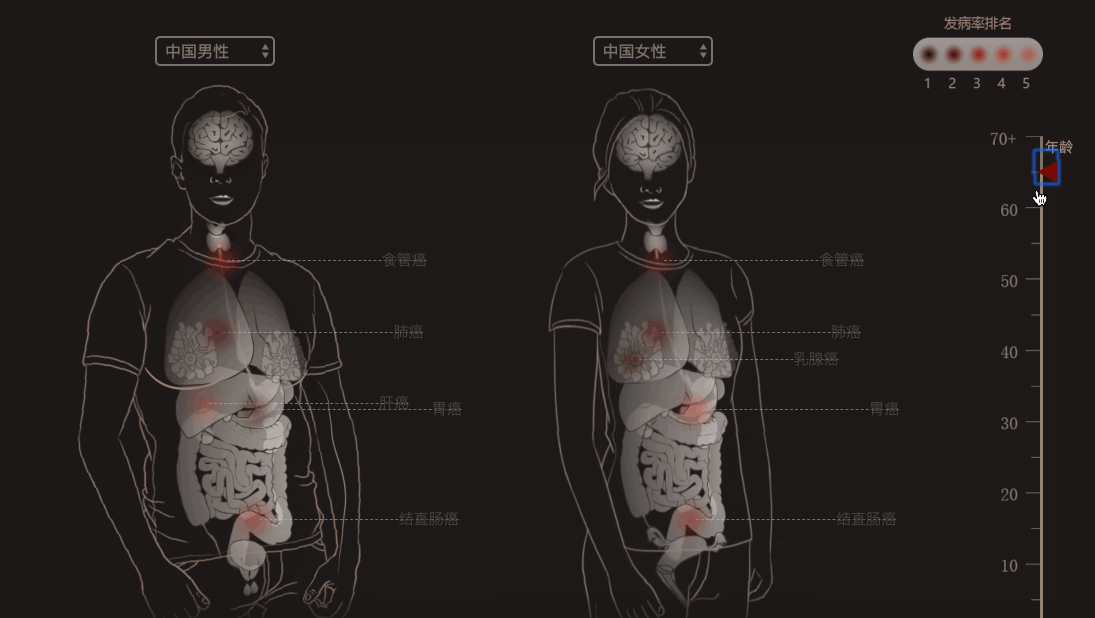 发病率排名
中国男性
中国女性
1 2 3 4 5
70+
年龄
60
50
40
30
20
10
食管癌
肺癌
肝癌
胃癌
结直肠癌
食管癌
肺癌
乳腺癌
胃癌
结直肠癌